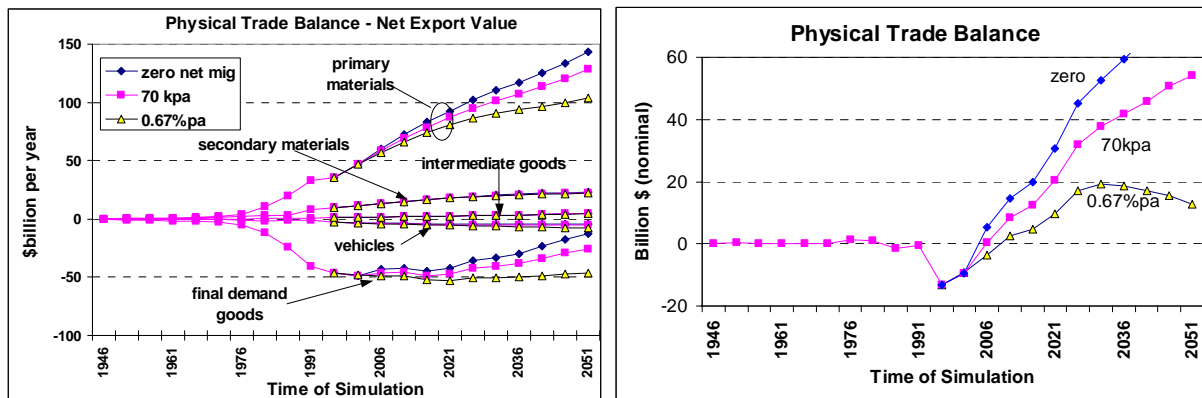 Physical Trade Balance - Net Export Value
$billion per year
150
100
50
0
-50
-100
zero net mig
70 kpa
0.67%pa
primary
materials
secondary materials
intermediate goods
vehicles
final demand
goods
1946
1961
1976
1991
2006
2021
2036
2051
Time of Simulation
Physical Trade Balance
Billion $ (nominal)
60
40
20
0
-20
zero
70kpa
0.67%pa
1946
1961
1976
1991
2006
2021
2036
2051
Time of Simulation